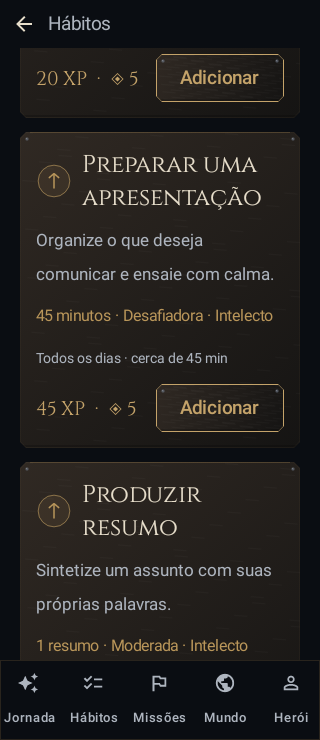 Hábitos
20 XP · 5
Adicionar
Preparar uma
apresentação
Organize o que deseja
comunicar e ensaie com calma.
45 minutos · Desafiadora · Intelecto
Todos os dias · cerca de 45 min
45 XP · 5
Adicionar
Produzir
resumo
Sintetize um assunto com suas
próprias palavras.
1 resumo · Moderada · Intelecto
Jornada Hábitos Missões Mundo Herói